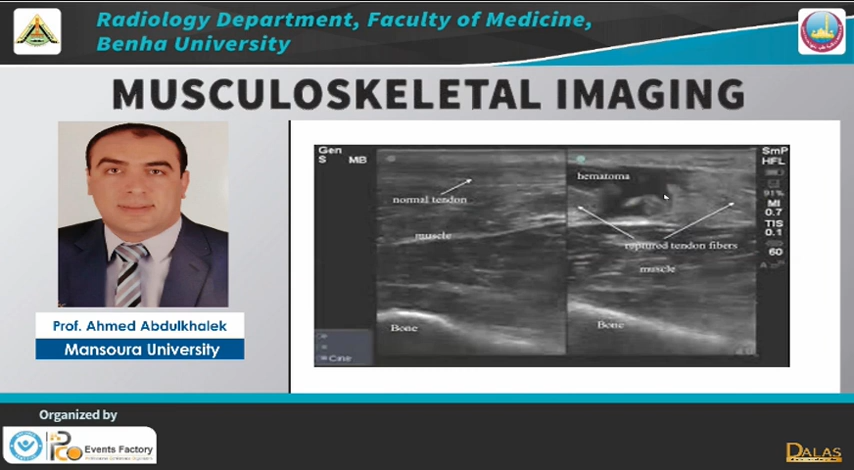 Radiology Department, Faculty of Medicine,
Benha University
MUSCULOSKELETAL IMAGING
Gen
S MB
normal tendon
muscle
Bone
Cine
hematoma
ruptured tendon fibers
muscle
Bone
SmP
HFL
91%
MI
0.7
TIS
0.1
60
Prof. Ahmed Abdulkhalek
Mansoura University
Organized by
Events Factory
DALAS